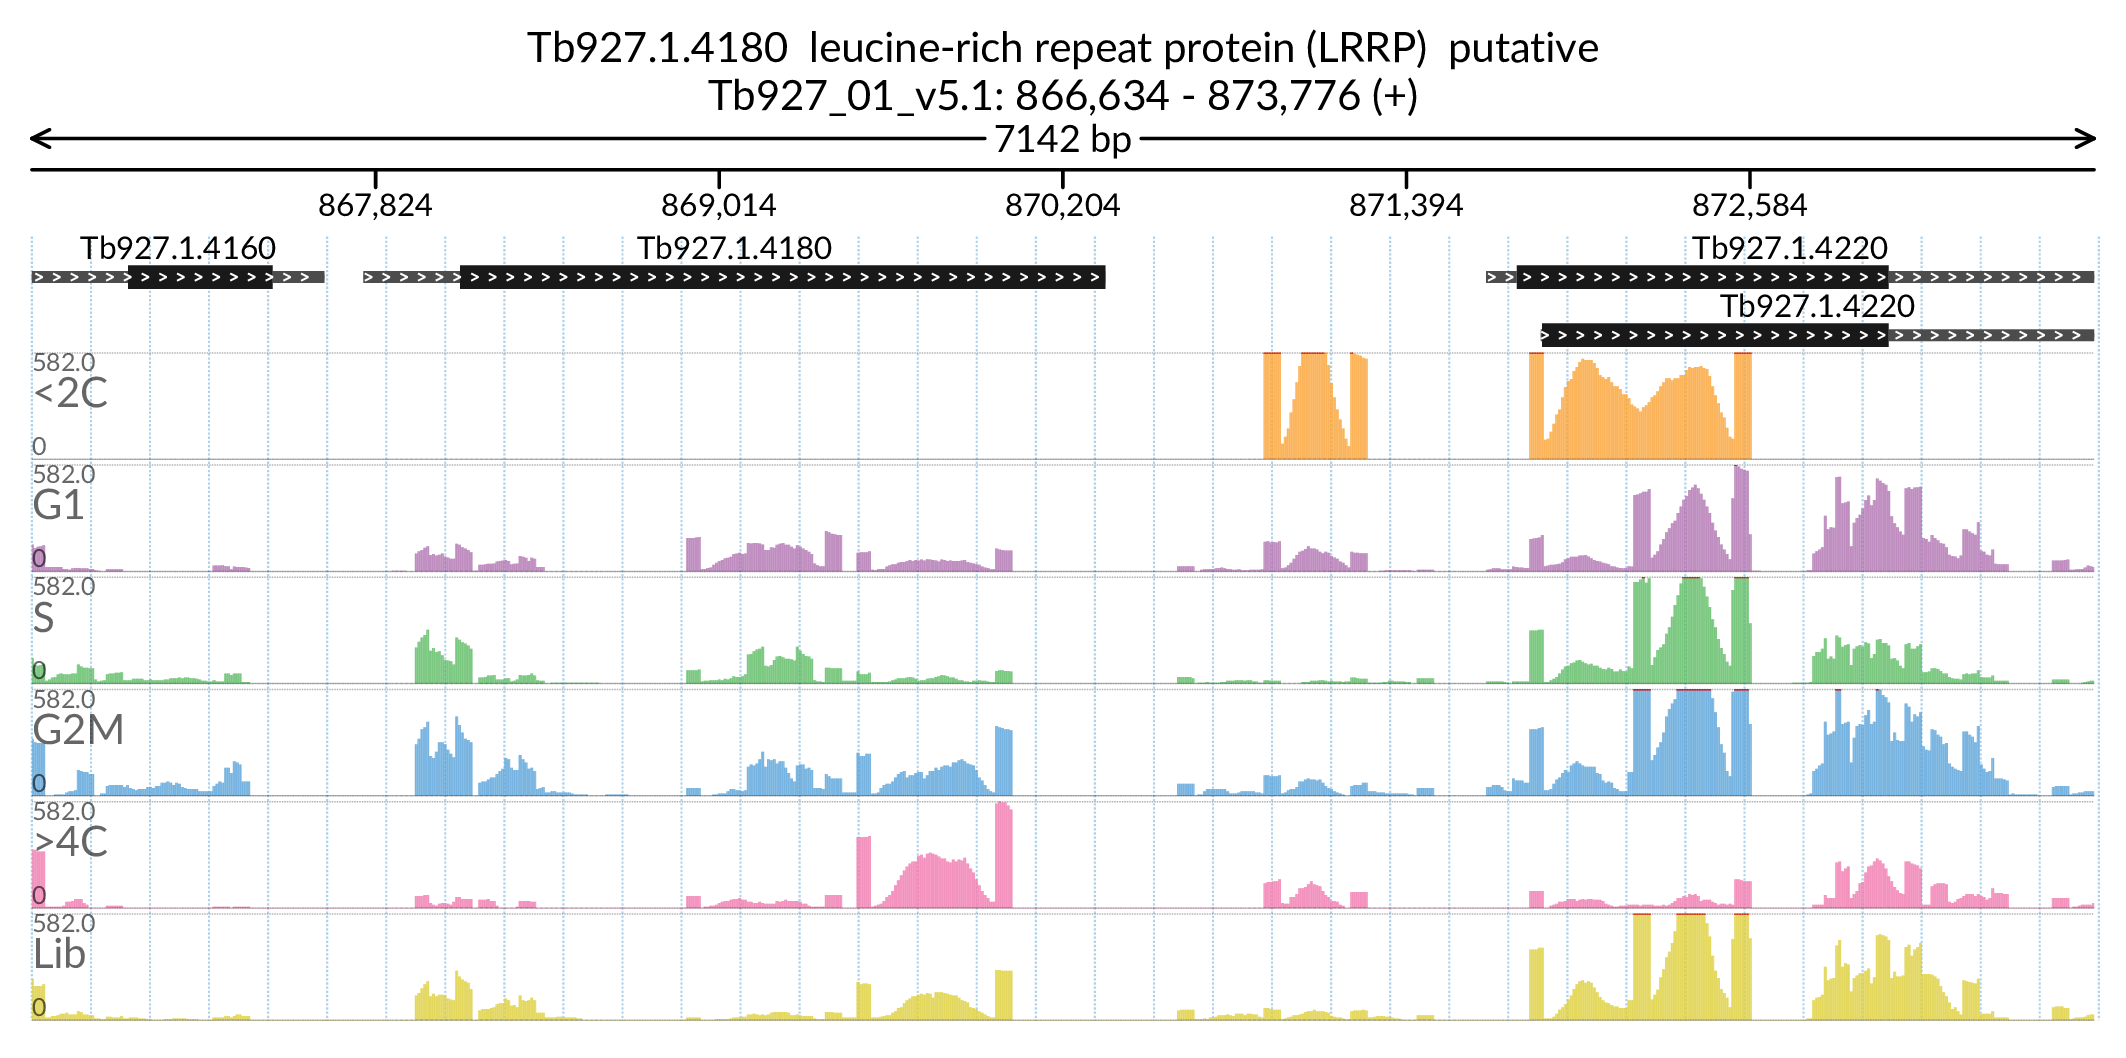 Tb927.1.4180 leucine-rich repeat protein (LRRP) putative
Tb927_01_v5.1: 866,634 - 873,776 (+)
7142 bp
867,824 869,014 870,204 871,394 872,584
Tb927.1.4160 Tb927.1.4180 Tb927.1.4220
Tb927.1.4220
582.0
<2C
0
582.0
G1
0
582.0
S
0
582.0
G2M
0
582.0
>4C
0
582.0
Lib
0